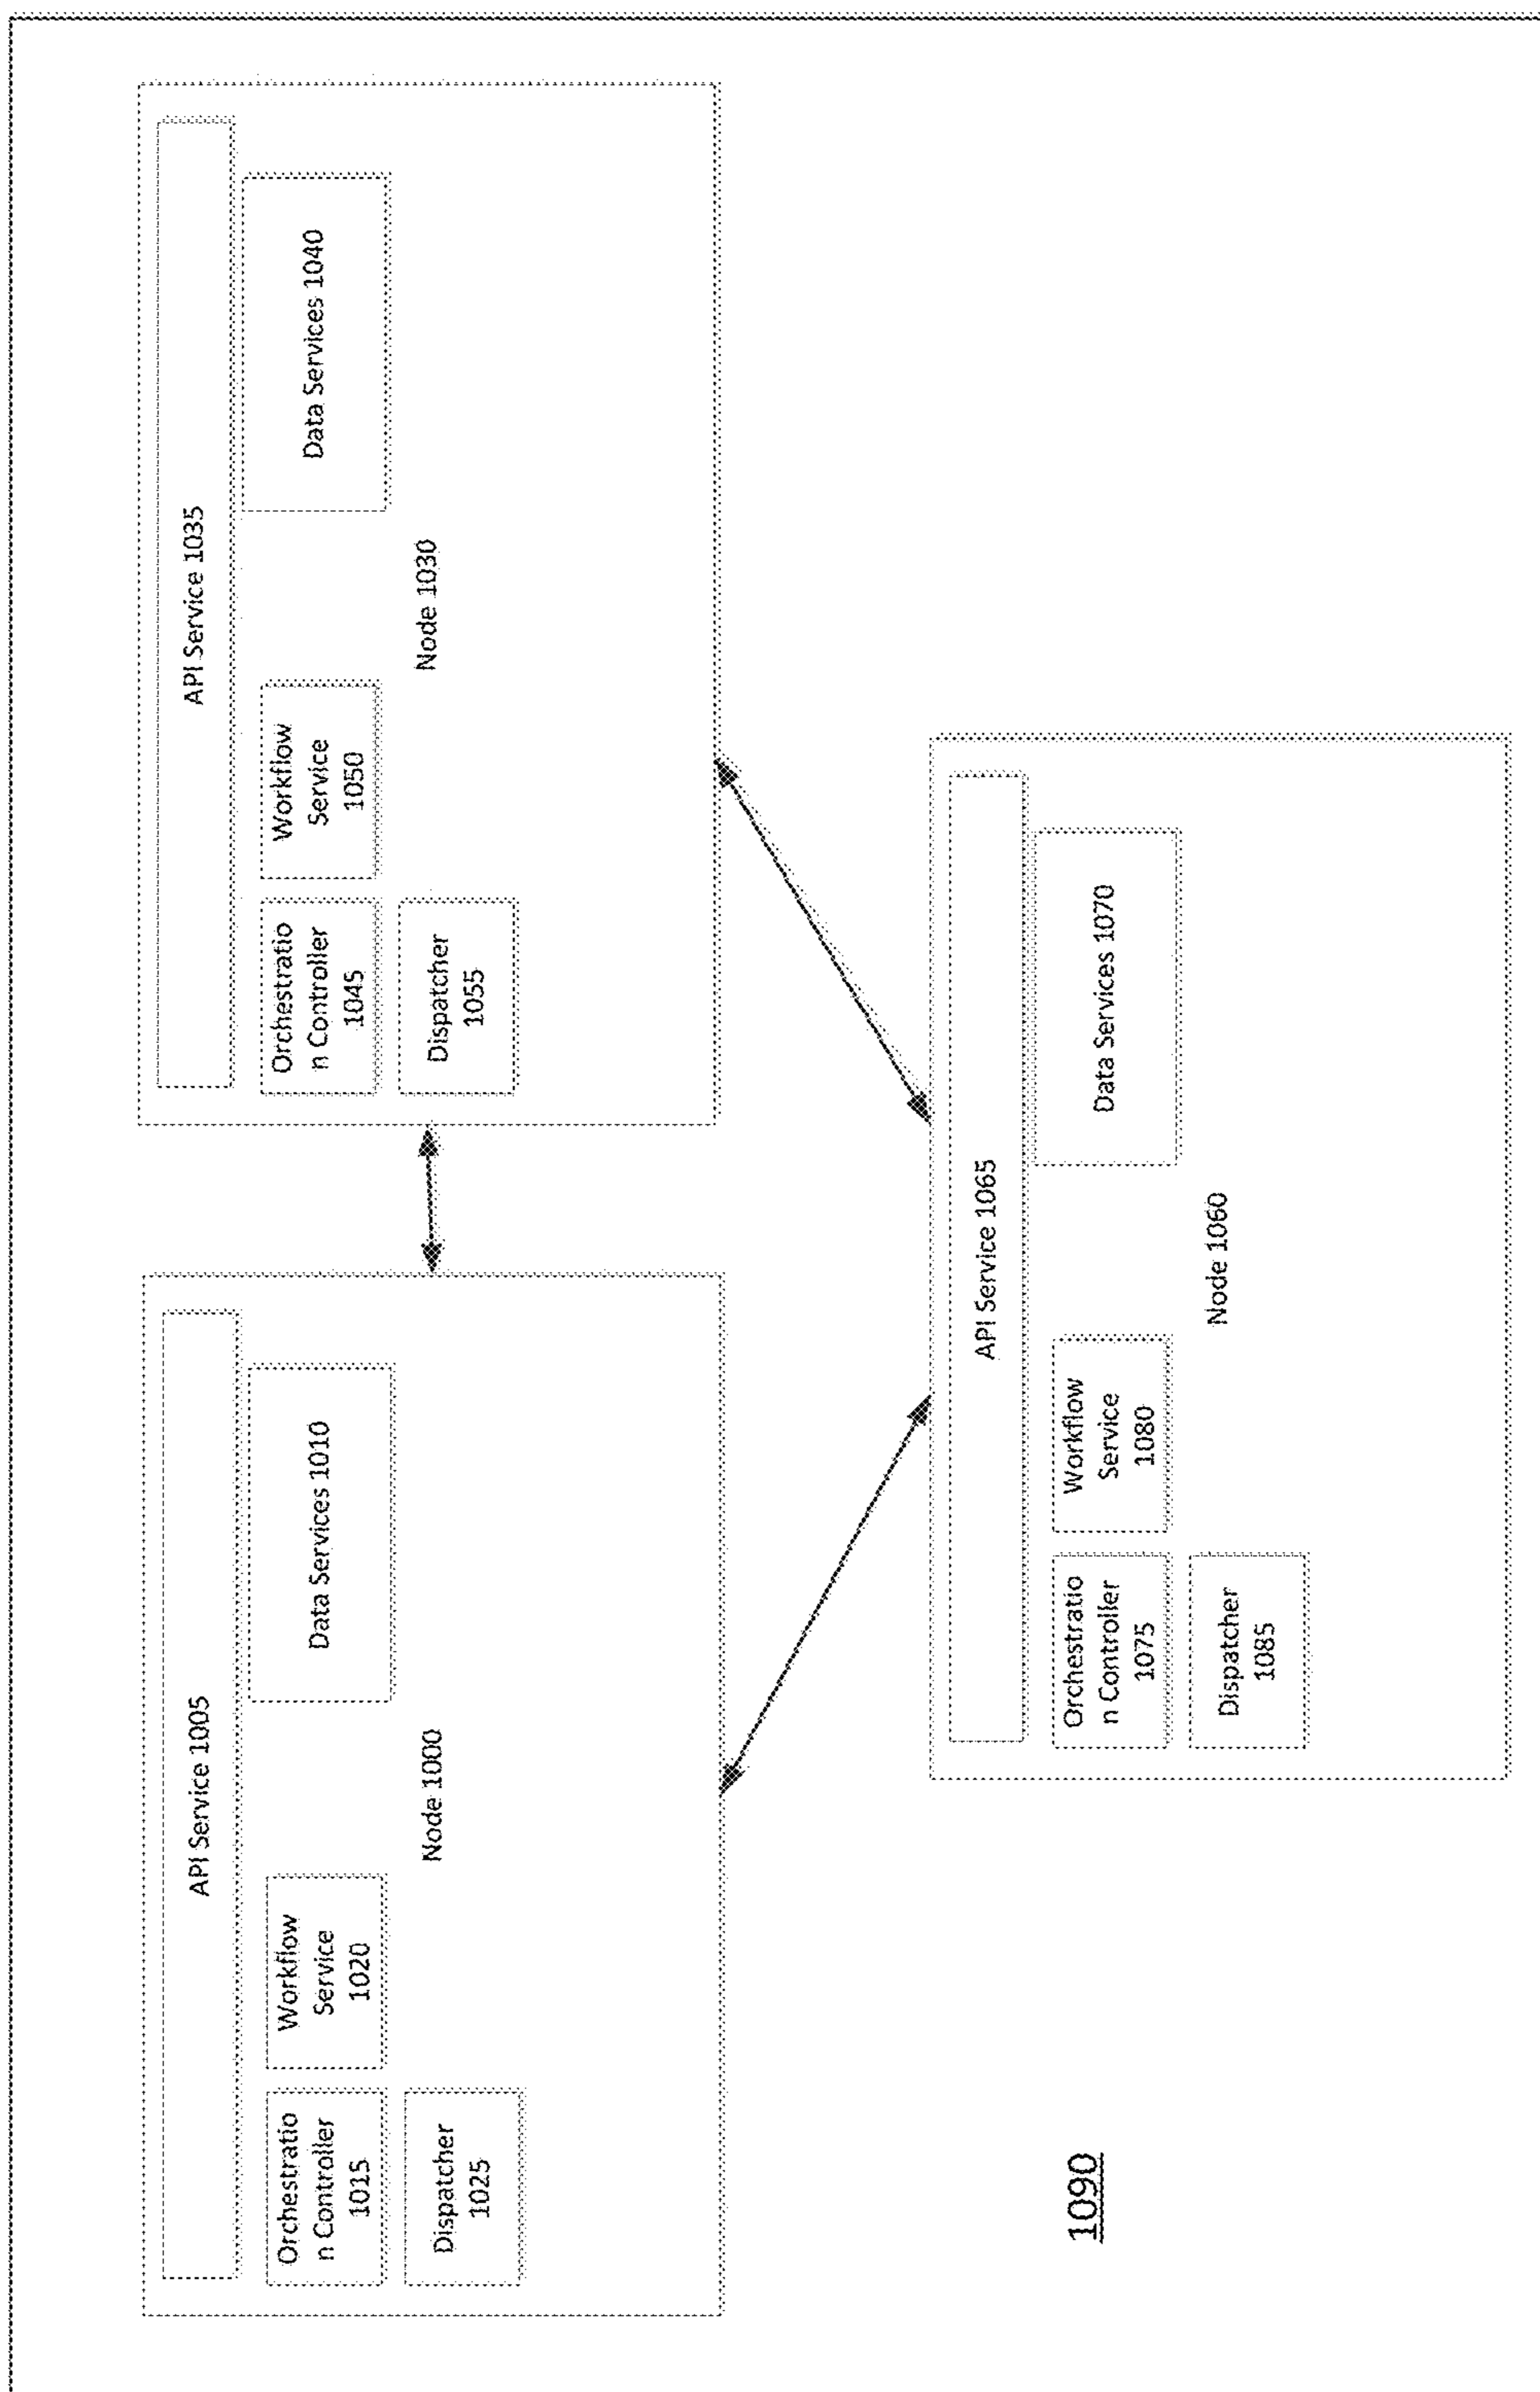 API Service 1005
Orchestratio
n Controller
1015
Workflow
Service
1020
Data Services 1010
Dispatcher
1025
Node 1000
API Service 1035
Orchestratio
n Controller
1045
Workflow
Service
1050
Data Services 1040
Dispatcher
1055
Node 1030
API Service 1065
Orchestratio
n Controller
1075
Workflow
Service
1080
Data Services 1070
Dispatcher
1085
Node 1060
1090